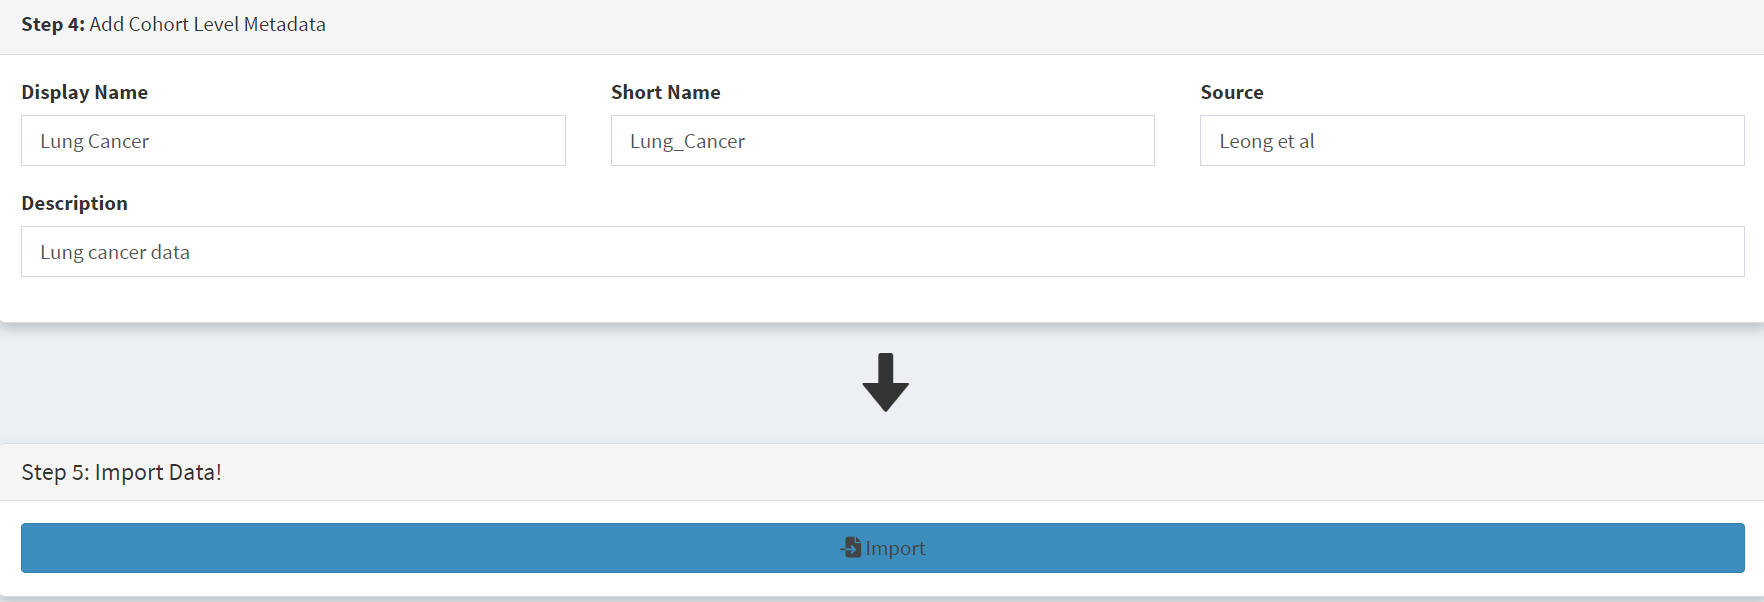 Step 4: Add Cohort Level Metadata
Display Name
Short Name
Source
Lung Cancer
Lung_Cancer
Leong et al
Description
Lung cancer data
Step 5: Import Data!
Import